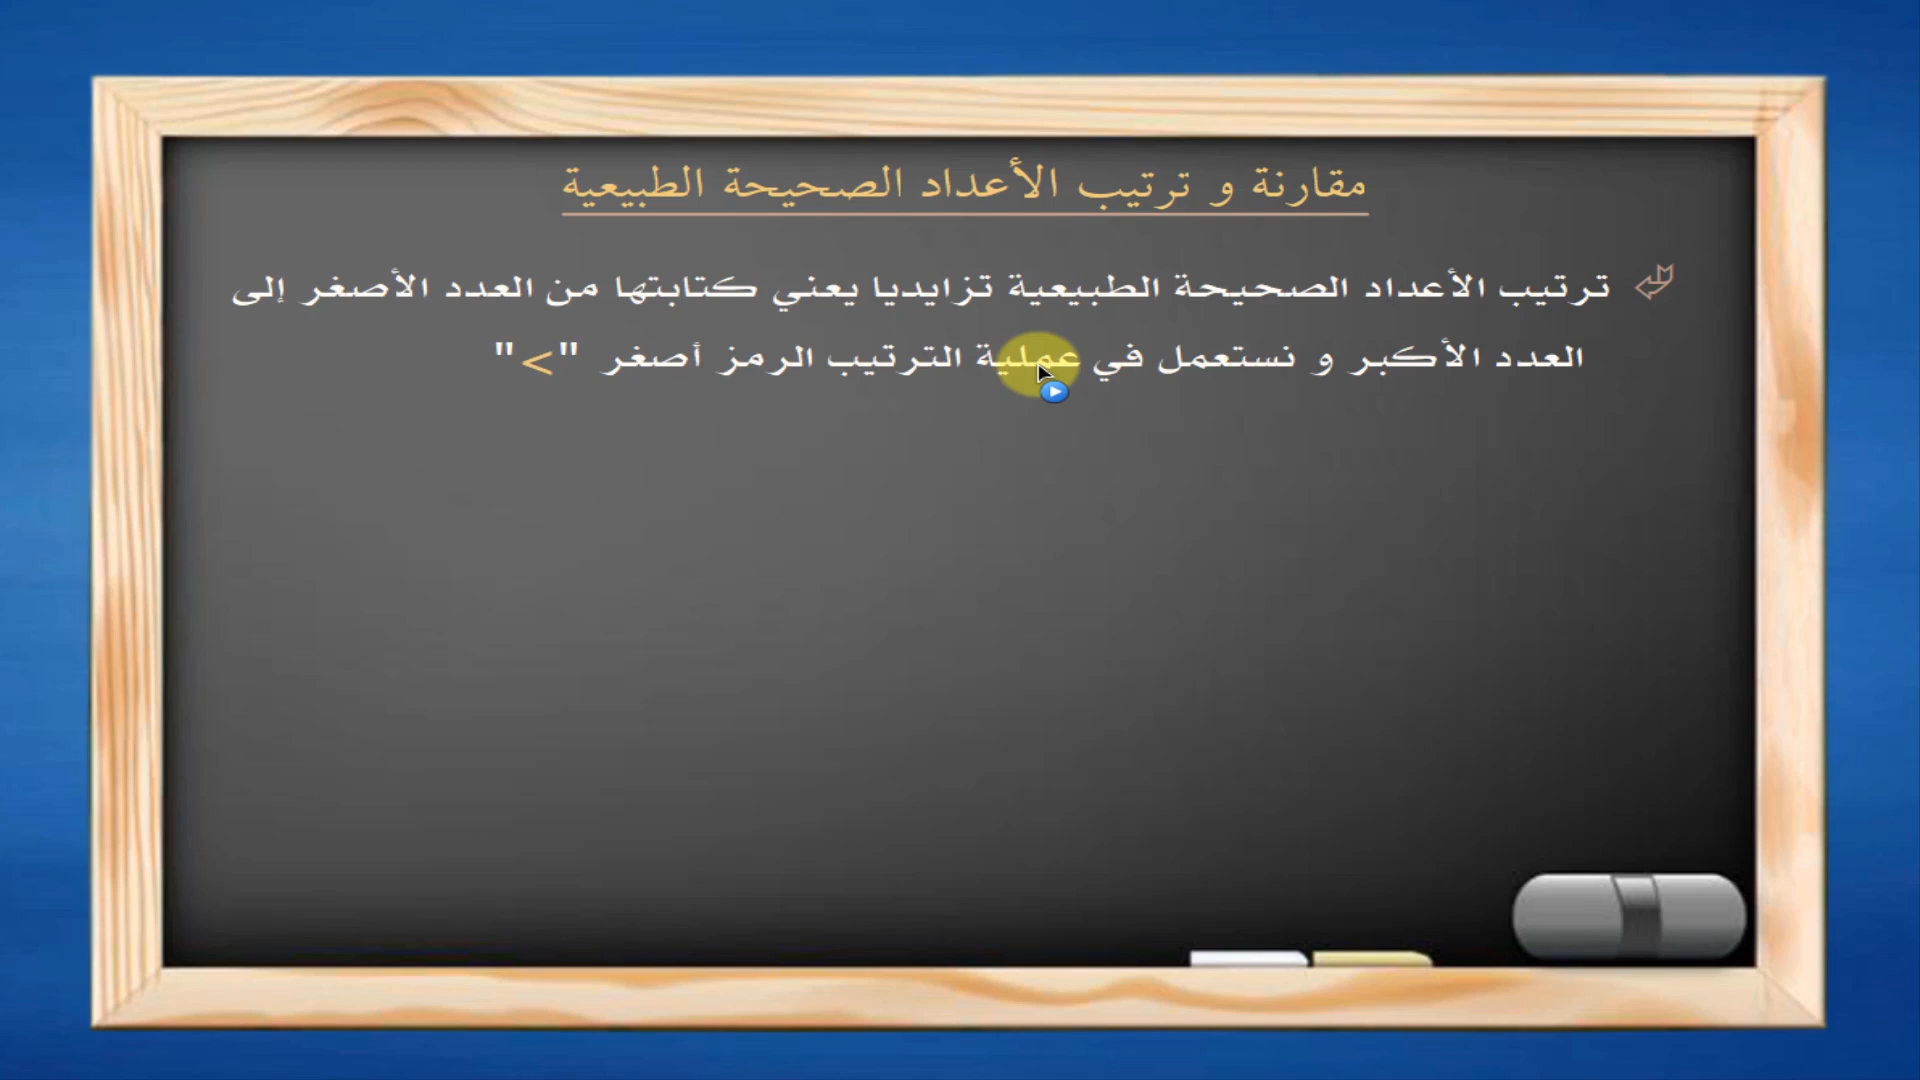 مقارنة و ترتيب الأعداد الصحيحة الطبيعية
ترتيب الأعداد الصحيحة الطبيعية تزايديا يعني كتابتها من العدد الأصغر إلى
العدد الأكبر و نستعمل في عملية الترتيب الرمز أصغر "<"